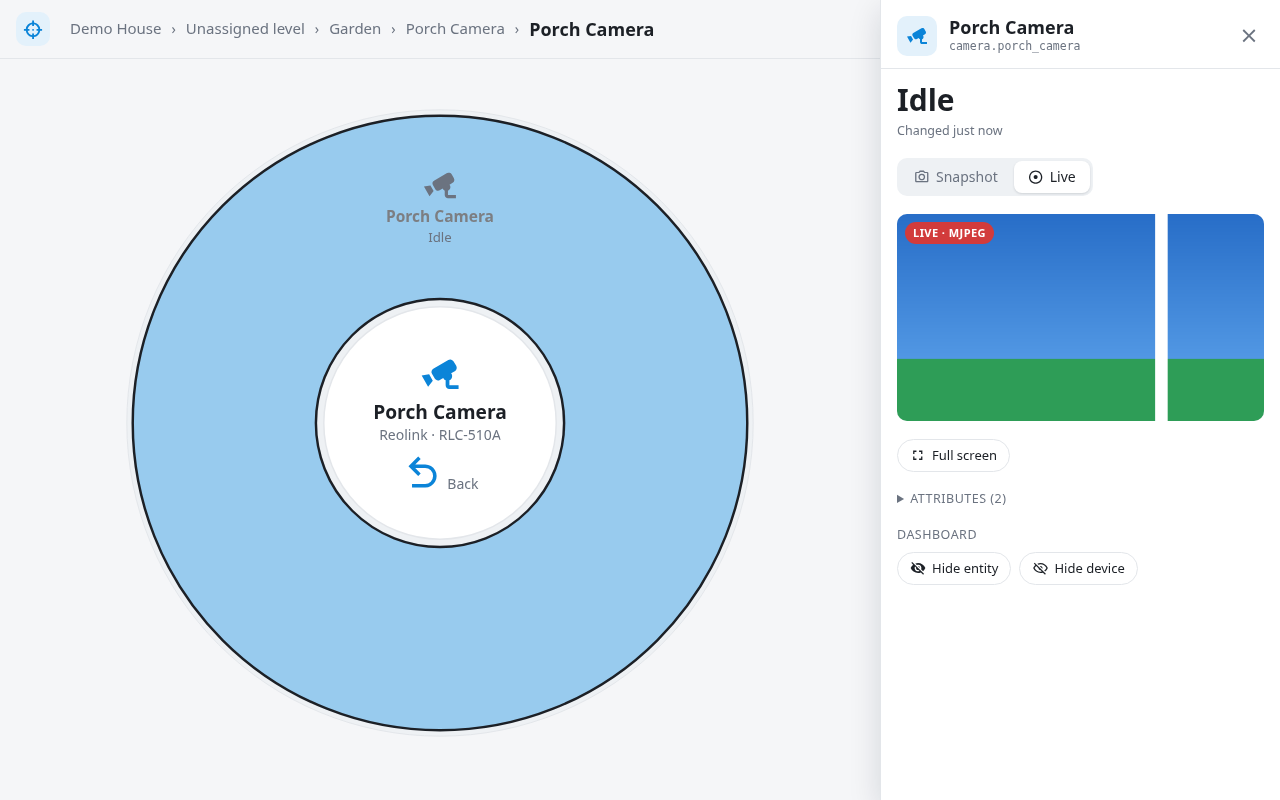 Demo House › Unassigned level › Garden › Porch Camera › Porch Camera
Porch Camera
Idle
Porch Camera
Reolink · RLC-510A
Back
Porch Camera
camera.porch_camera
Idle
Changed just now
Snapshot Live
LIVE · MJPEG
Full screen
ATTRIBUTES (2)
DASHBOARD
Hide entity Hide device